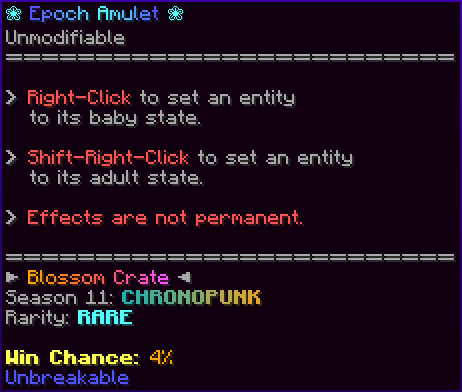 ❀ Epoch Amulet ❀
Unmodifiable
================================
> Right-Click to set an entity
to its baby state.
> Shift-Right-Click to set an entity
to its adult state.
> Effects are not permanent.
================================
► Blossom Crate ◄
Season 11: CHRONOPUNK
Rarity: RARE
Win Chance: 4%
Unbreakable